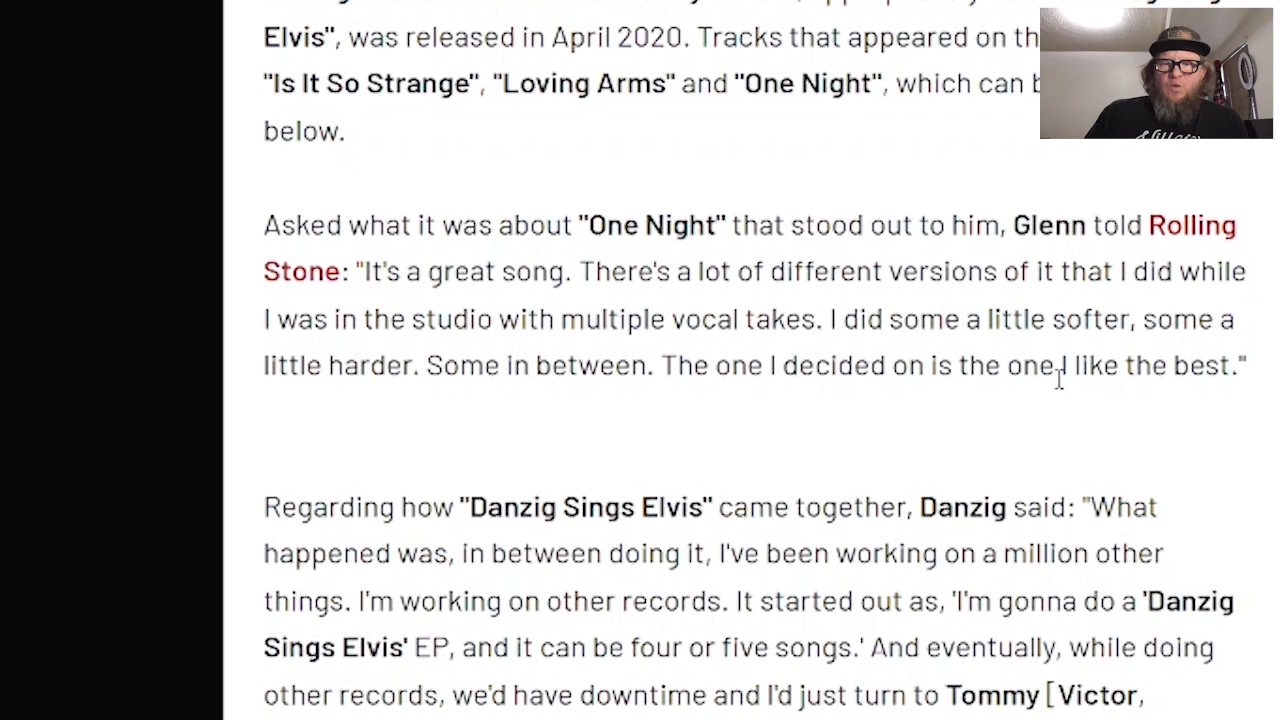 Elvis", was released in April 2020. Tracks that appeared on th
"Is It So Strange", "Loving Arms" and "One Night", which can b
below.
Asked what it was about "One Night" that stood out to him, Glenn told Rolling
Stone: "It's a great song. There's a lot of different versions of it that I did while
I was in the studio with multiple vocal takes. I did some a little softer, some a
little harder. Some in between. The one I decided on is the one I like the best."
Regarding how "Danzig Sings Elvis" came together, Danzig said: "What
happened was, in between doing it, I've been working on a million other
things. I'm working on other records. It started out as, 'I'm gonna do a 'Danzig
Sings Elvis' EP, and it can be four or five songs.' And eventually, while doing
other records, we'd have downtime and I'd just turn to Tommy [Victor,